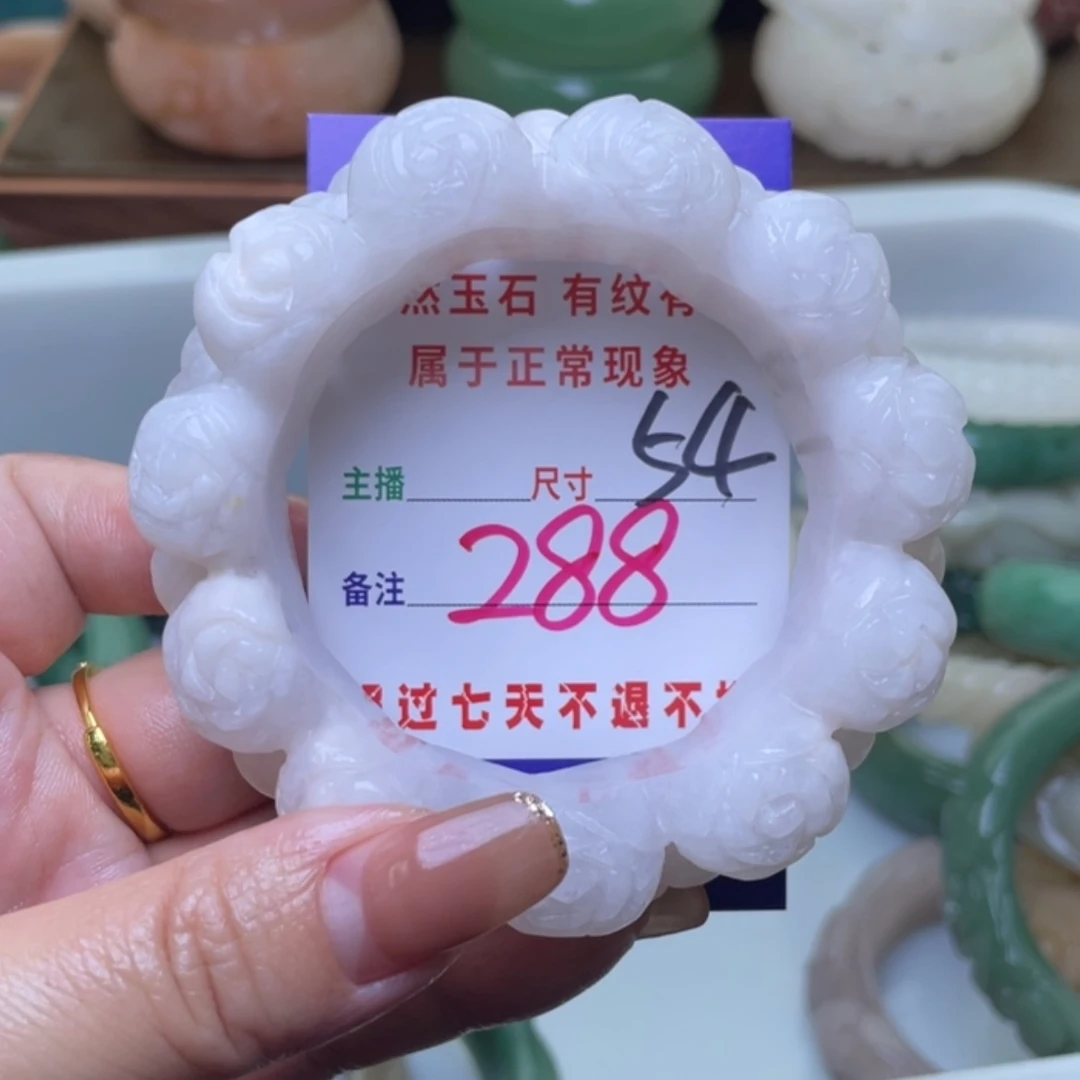 然玉石 有纹有
属于正常现象
主播 尺寸 54
备注 288
过七天不退不